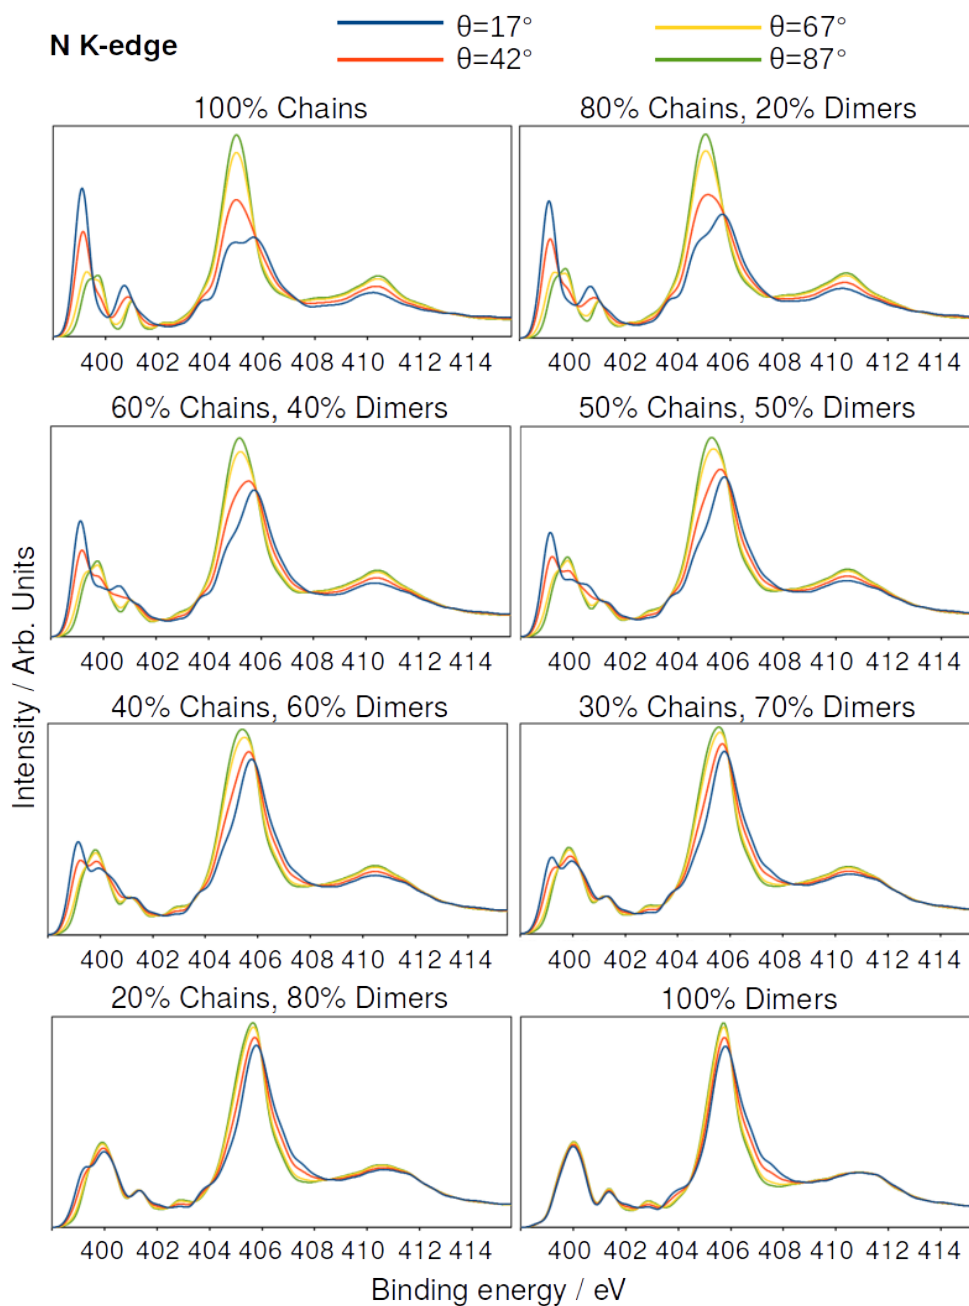 N K-edge
θ=17° θ=67°
θ=42° θ=87°
100% Chains 80% Chains, 20% Dimers
400 402 404 406 408 410 412 414 400 402 404 406 408 410 412 414
60% Chains, 40% Dimers 50% Chains, 50% Dimers
400 402 404 406 408 410 412 414 400 402 404 406 408 410 412 414
Intensity / Arb. Units
40% Chains, 60% Dimers 30% Chains, 70% Dimers
400 402 404 406 408 410 412 414 400 402 404 406 408 410 412 414
20% Chains, 80% Dimers 100% Dimers
400 402 404 406 408 410 412 414 400 402 404 406 408 410 412 414
Binding energy / eV